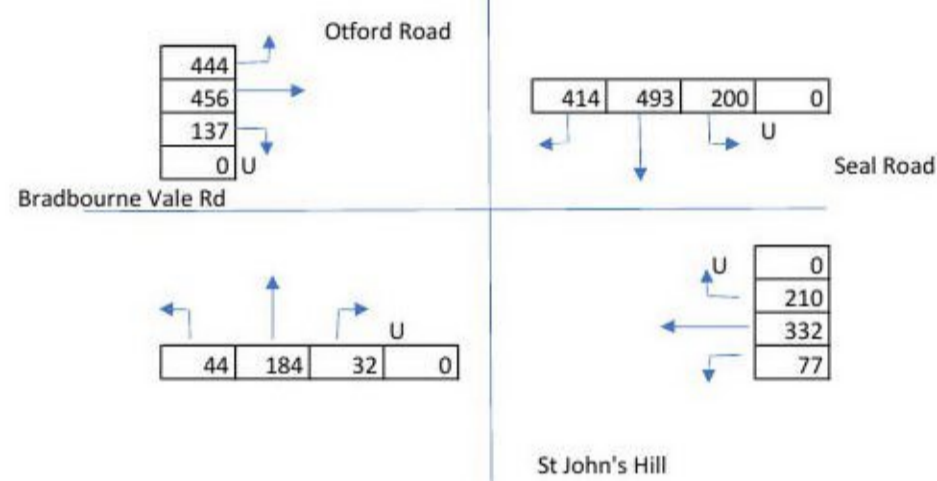 Otford Road
444
456
137
0 U
Bradbourne Vale Rd
414 493 200 0
U
Seal Road
U 0
210
332
77
U
44 184 32 0
St John's Hill